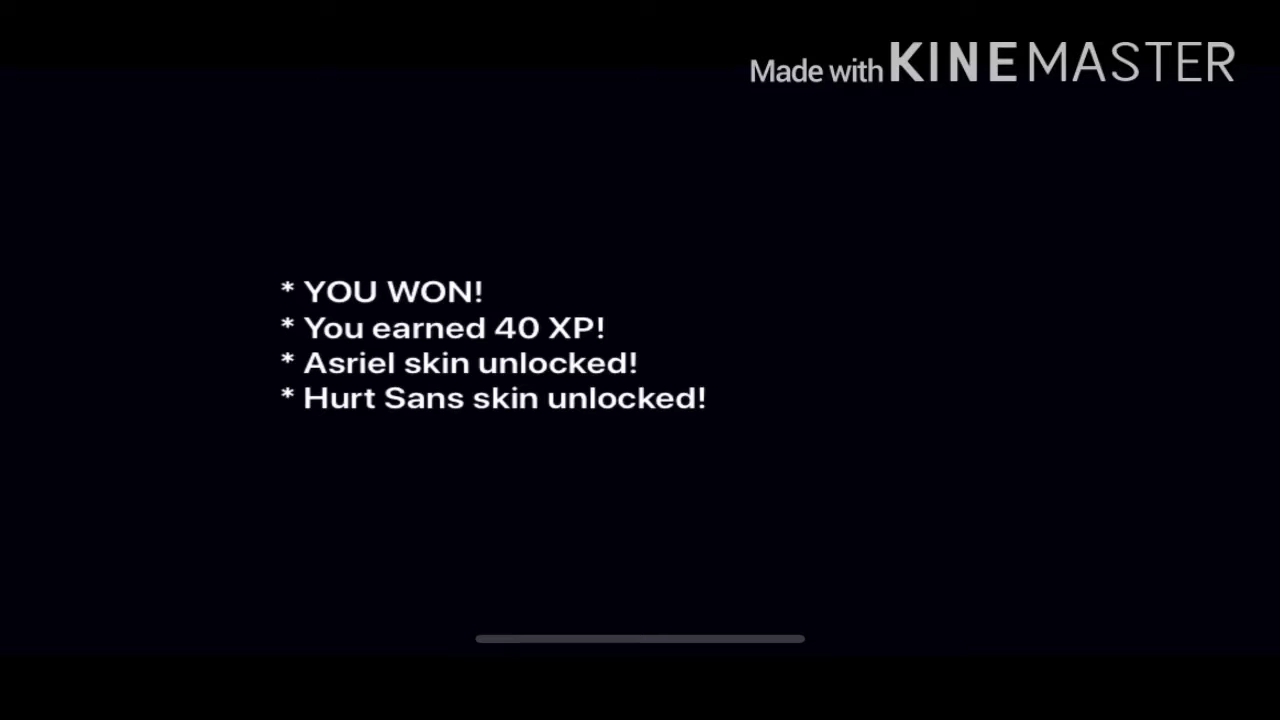 Made with KINEMASTER
* YOU WON!
* You earned 40 XP!
* Asriel skin unlocked!
* Hurt Sans skin unlocked!